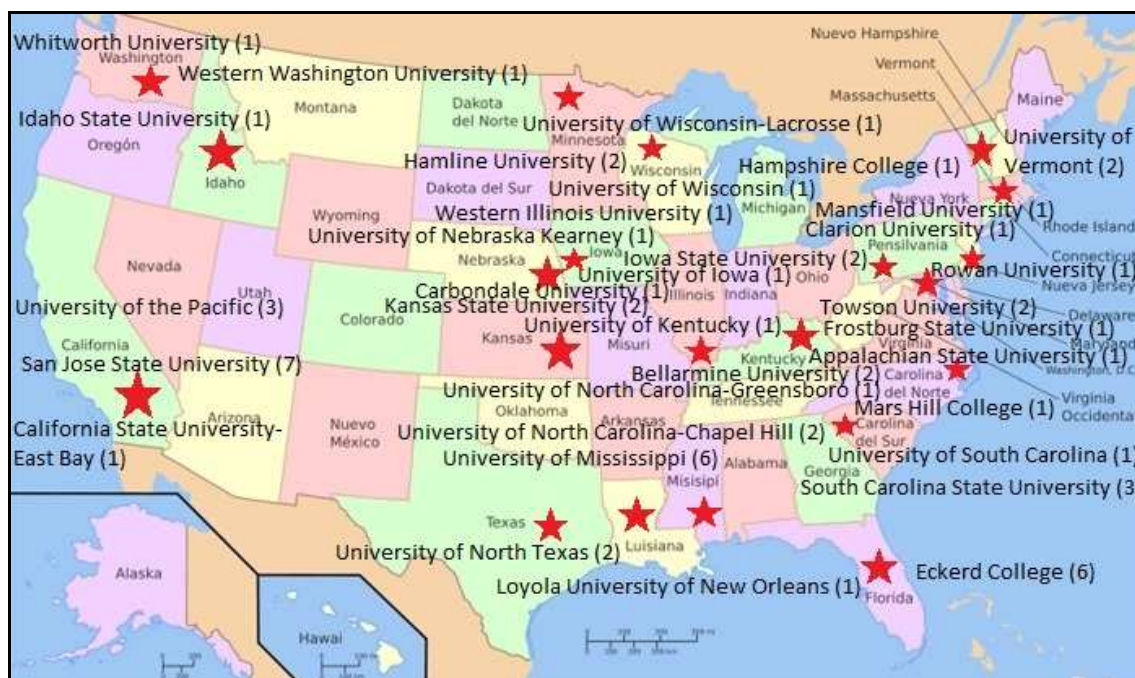 Nuevo Hampshire
Whitworth University (1)
Washington
Vermont
Western Washington University (1)
Massachusetts
Maine
Montana
Dakota
del Norte
Idaho State University (1)
University of Wisconsin-Lacrosse (1)
University of
Oregón
Minnesota
Vermont (2)
Hamline University (2)
Hampshire College (1)
Wisconsin
Idaho
Dakota del Sur
University of Wisconsin (1)
Nueva York
Michigan
Wyoming
Western Illinois University (1)
Mansfield University (1)
Rhode Island
University of Nebraska Kearney (1)
Clarion University (1)
Pensilvania
Connecticut
Nebraska
Iowa
Iowa State University (2)
Nevada
University of Iowa (1)
Ohio
Rowan University (1)
Nueva Jersey
Utah
Carbondale University (1)
Illinois
Indiana
University of the Pacific (3)
Kansas State University (2)
Towson University (2)
Delaware
Colorado
University of Kentucky (1)
Frostburg State University (1)
Kansas
Misuri
Virginia
Maryland
California
Kentucky
Appalachian State University (1)
San Jose State University (7)
Bellarmine University (2)
Carolina
del Norte
Washington, D.C.
University of North Carolina-Greensboro (1)
Tennessee
Virginia
Occidental
Arizona
Oklahoma
Mars Hill College (1)
Nuevo
México
Arkansas
Carolina
del Sur
California State University-
East Bay (1)
University of North Carolina-Chapel Hill (2)
University of Mississippi (6)
Alabama
University of South Carolina (1)
Misisipi
Georgia
South Carolina State University (3
Texas
Luisiana
University of North Texas (2)
Alaska
Loyola University of New Orleans (1)
Eckerd College (6)
Florida
Hawai